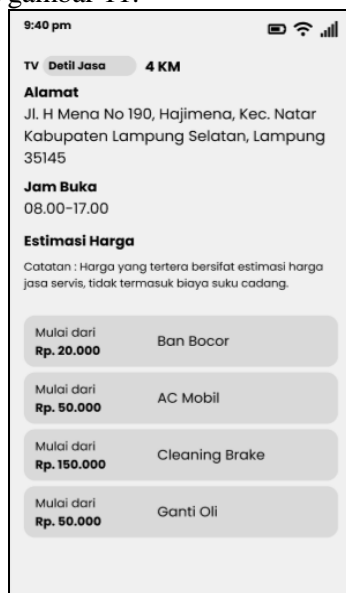 gambar 11.
9:40 pm
TV Detil Jasa 4 KM
Alamat
Jl. H Mena No 190, Hajimena, Kec. Natar
Kabupaten Lampung Selatan, Lampung
35145
Jam Buka
08.00-17.00
Estimasi Harga
Catatan : Harga yang tertera bersifat estimasi harga
jasa servis, tidak termasuk biaya suku cadang.
Mulai dari
Rp. 20.000
Ban Bocor
Mulai dari
Rp. 50.000
AC Mobil
Mulai dari
Rp. 150.000
Cleaning Brake
Mulai dari
Rp. 50.000
Ganti Oli